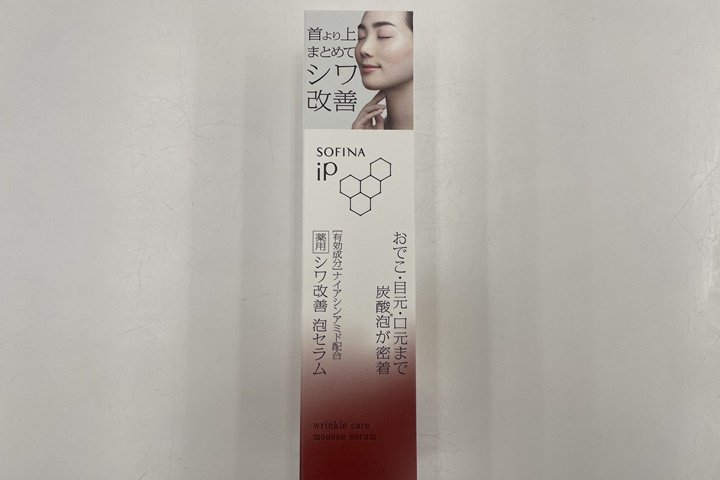 首より上
まとめて
シワ
改善
SOFINA
iP
おでこ・目元・口元まで
炭酸泡が密着
[有効成分]ナイアシンアミド配合
薬用 シワ改善 泡セラム
wrinkle care
mousse serum